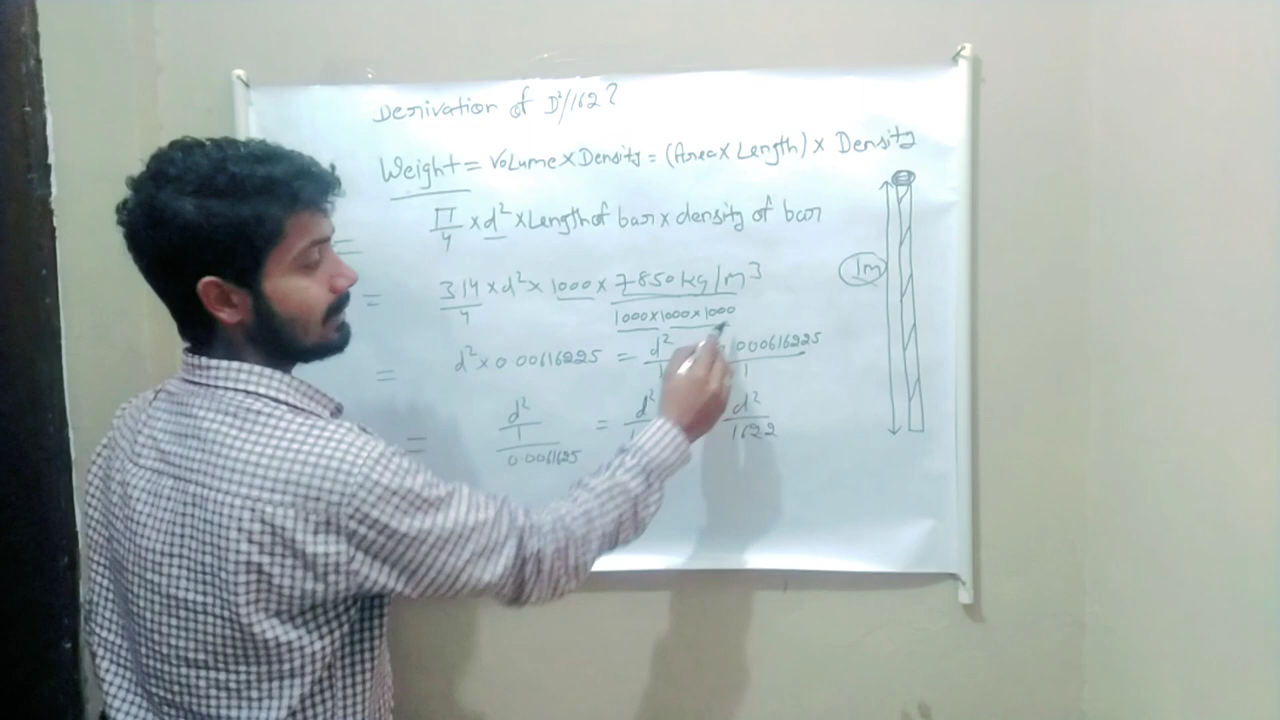 Derivation of D²/162?
Weight = Volume × Density = (Area × Length) × Density
= π/4 × d² × Length of bar × density of bar
= 3.14/4 × d² × 1000 × 7850 kg/m³ / 1000×1000×1000
= d² × 0.00616225 = d²/1 .000616225/1
= d²/1/0.0061625 = d² d²/162.2
1m